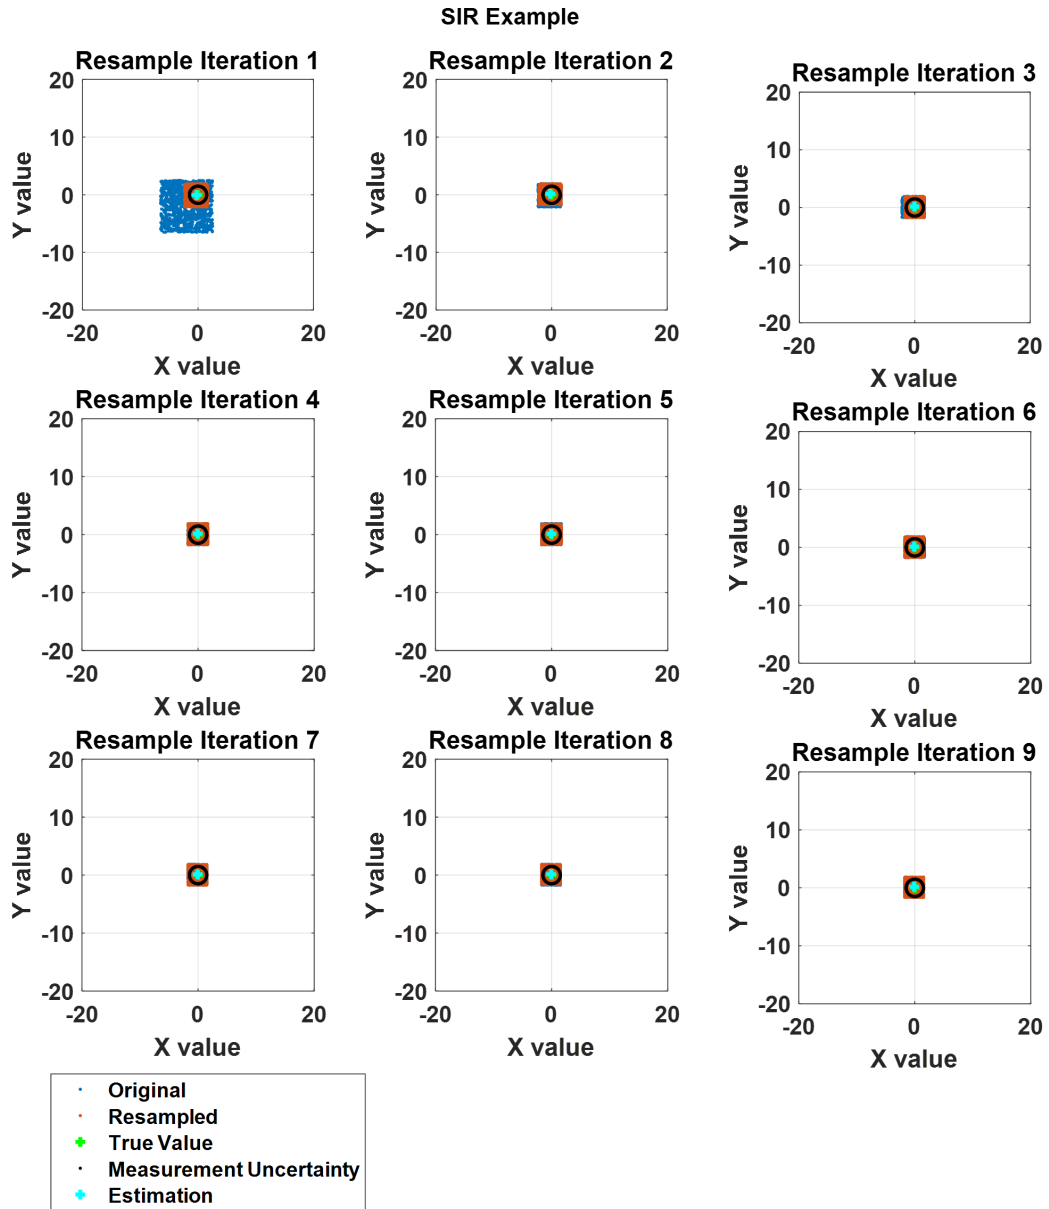 SIR Example
Resample Iteration 1
20
10
0
-10
-20
Y value
-20 0 20
X value
Resample Iteration 2
20
10
0
-10
-20
Y value
-20 0 20
X value
Resample Iteration 3
20
10
0
-10
-20
Y value
-20 0 20
X value
Resample Iteration 4
20
10
0
-10
-20
Y value
-20 0 20
X value
Resample Iteration 5
20
10
0
-10
-20
Y value
-20 0 20
X value
Resample Iteration 6
20
10
0
-10
-20
Y value
-20 0 20
X value
Resample Iteration 7
20
10
0
-10
-20
Y value
-20 0 20
X value
Resample Iteration 8
20
10
0
-10
-20
Y value
-20 0 20
X value
Resample Iteration 9
20
10
0
-10
-20
Y value
-20 0 20
X value
Original
Resampled
True Value
Measurement Uncertainty
Estimation